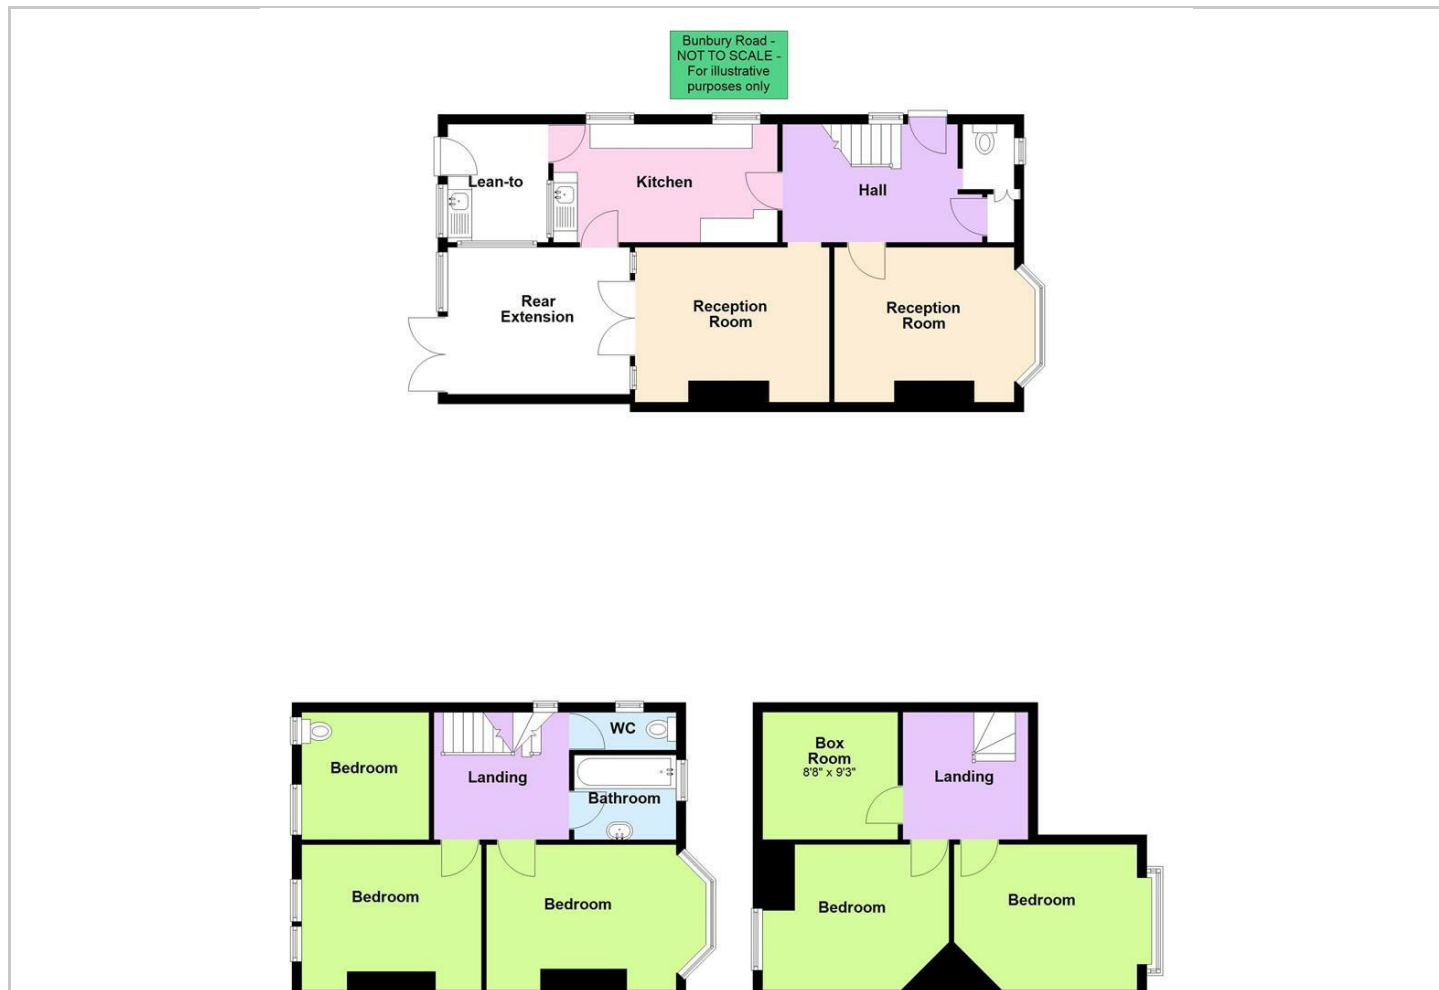 Bunbury Road -
NOT TO SCALE -
For illustrative
purposes only
Lean-to
Kitchen
Hall
Rear
Extension
Reception
Room
Reception
Room
WC
Bedroom
Landing
Bathroom
Bedroom
Bedroom
Box
Room
8'8" x 9'3"
Landing
Bedroom
Bedroom